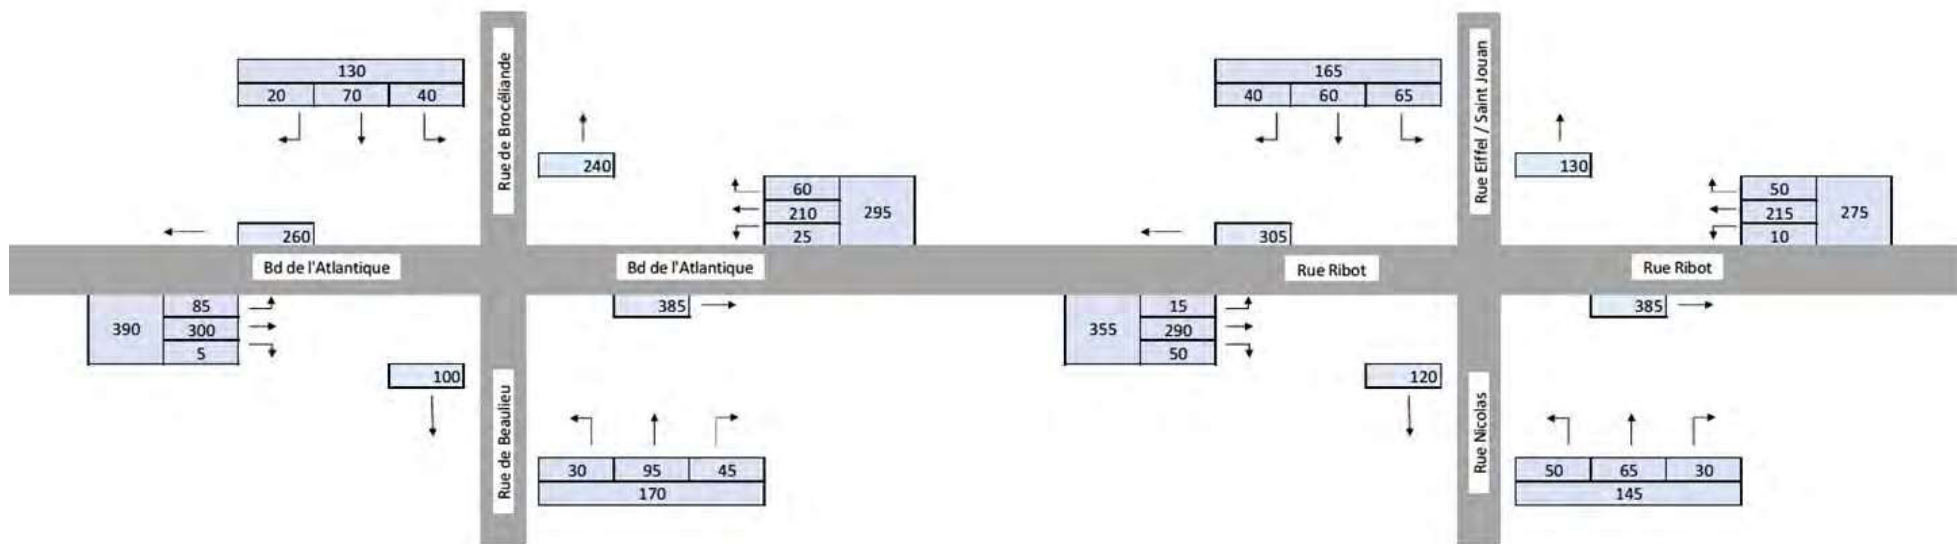 130
20 70 40
Rue de Brocéliande
240
60
210
25
295
260
Bd de l'Atlantique
Bd de l'Atlantique
390
85
300
5
385
100
Rue de Beaulieu
30 95 45
170
165
40 60 65
Rue Eiffel / Saint Jouan
130
50
215
10
275
305
Rue Ribot
Rue Ribot
355
15
290
50
385
120
Rue Nicolas
50 65 30
145